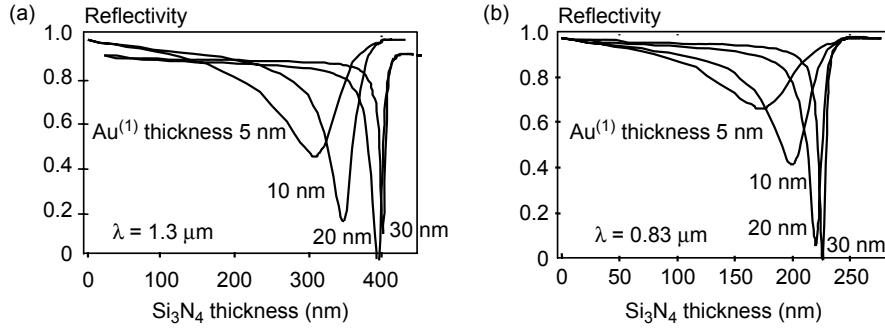 (a)
Reflectivity
1.0
0.8
0.6
0.4
0.2
0
Au⁽¹⁾ thickness 5 nm
10 nm
20 nm
30 nm
λ = 1.3 μm
0 100 200 300 400
Si₃N₄ thickness (nm)
(b)
Reflectivity
1.0
0.8
0.6
0.4
0.2
0
Au⁽¹⁾ thickness 5 nm
10 nm
20 nm
30 nm
λ = 0.83 μm
0 50 100 150 200 250
Si₃N₄ thickness (nm)